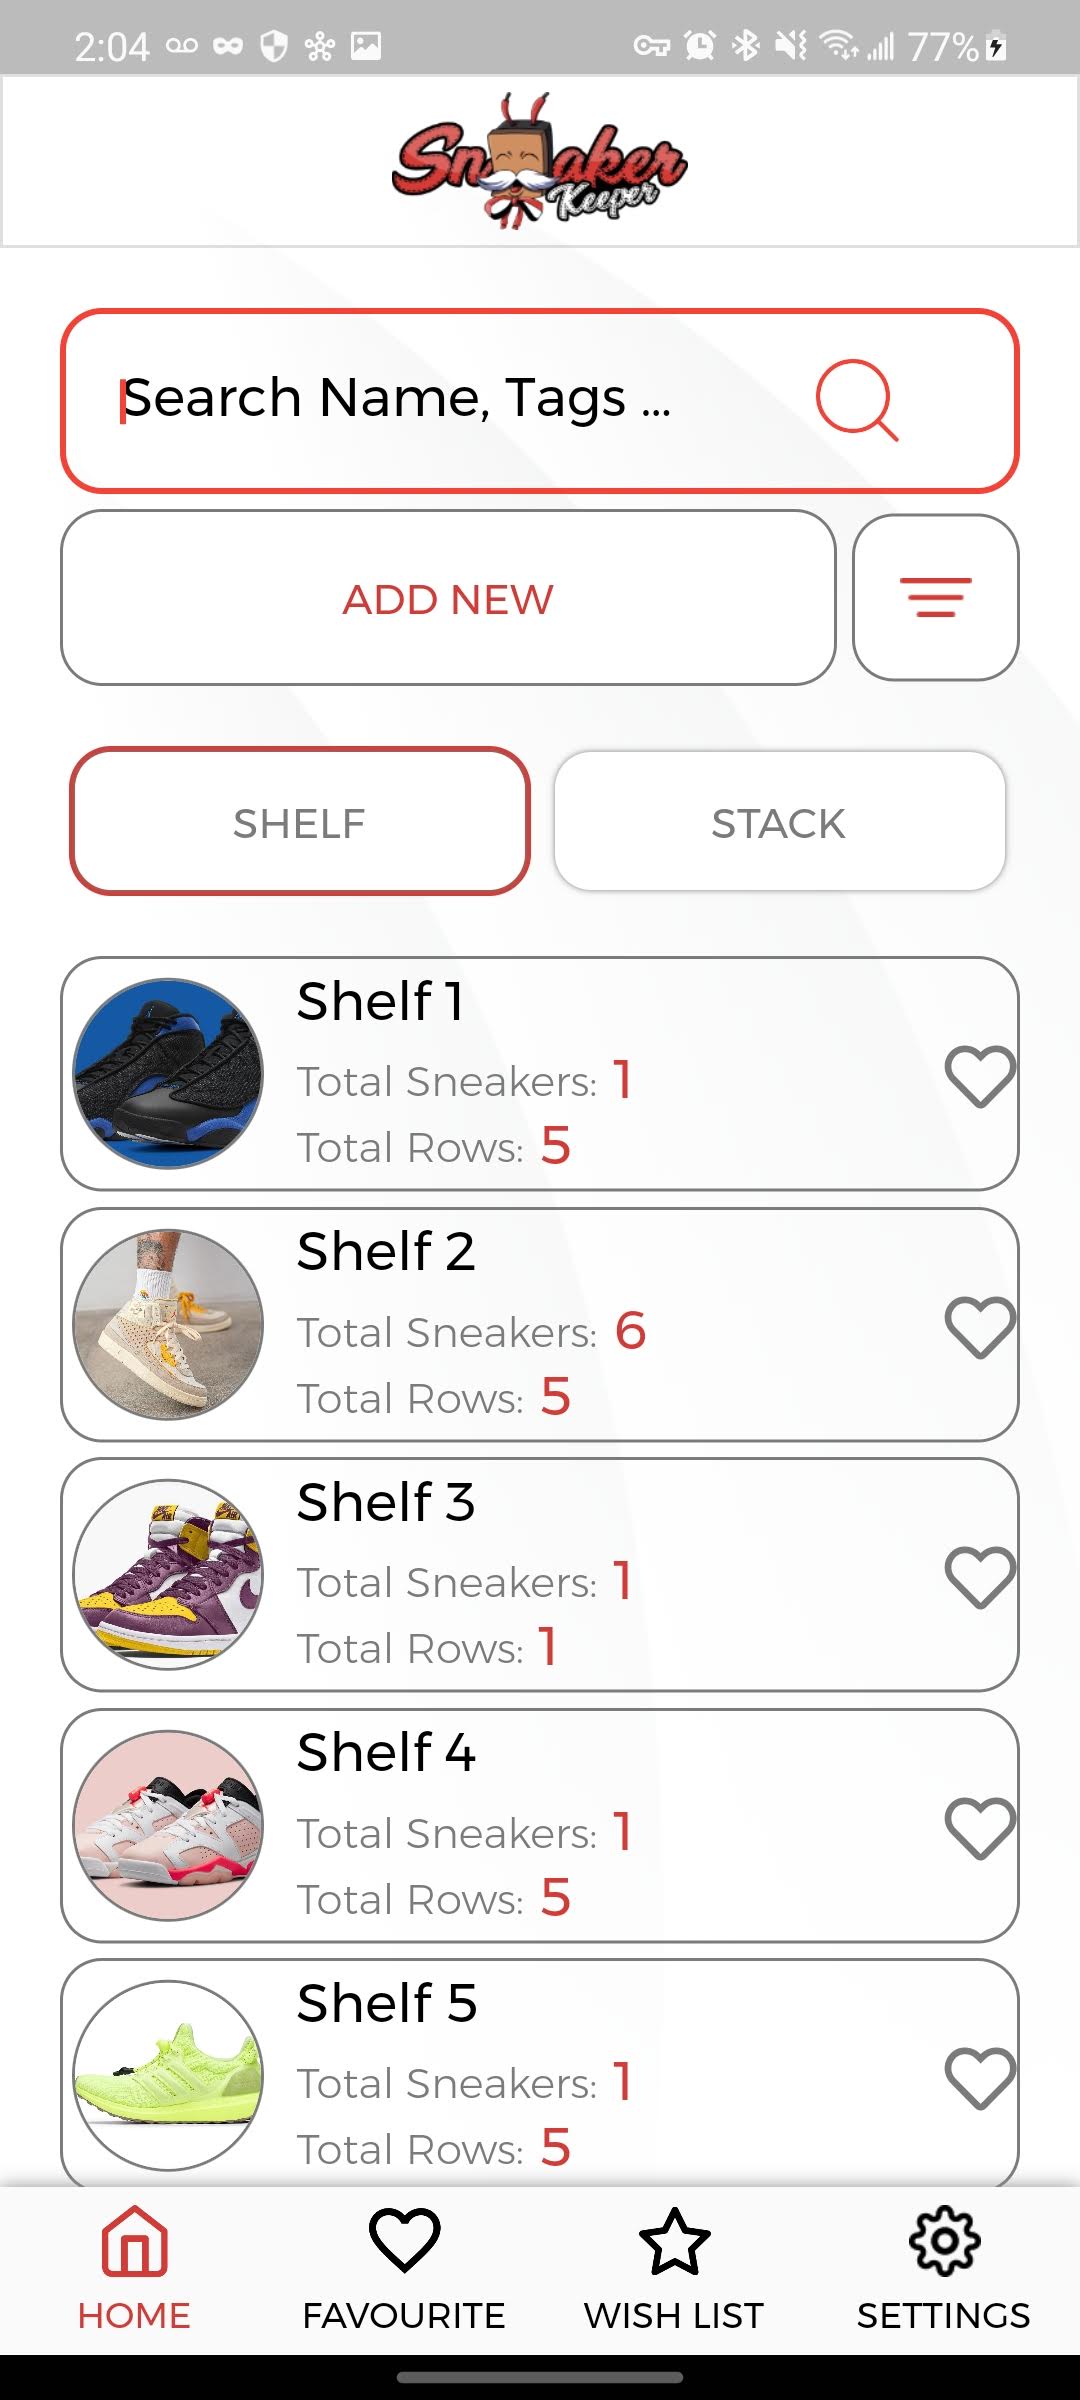 2:04 77%
Sneaker
Keeper
Search Name, Tags ...
ADD NEW
SHELF STACK
Shelf 1
Total Sneakers: 1
Total Rows: 5
Shelf 2
Total Sneakers: 6
Total Rows: 5
Shelf 3
Total Sneakers: 1
Total Rows: 1
Shelf 4
Total Sneakers: 1
Total Rows: 5
Shelf 5
Total Sneakers: 1
Total Rows: 5
HOME FAVOURITE WISH LIST SETTINGS